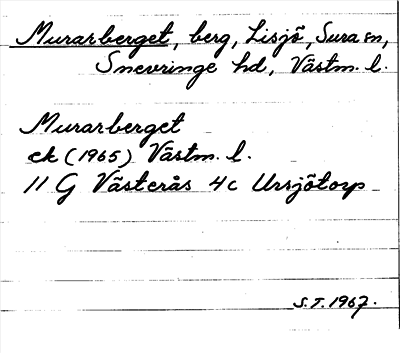 Murarberget, berg, Lisjö, Sura sn,
Snevringe hd, Västm. l.
Murarberget
ek (1965) Västm. l.
11 G Västerås 4c Ursjötorp
S.T. 1967.